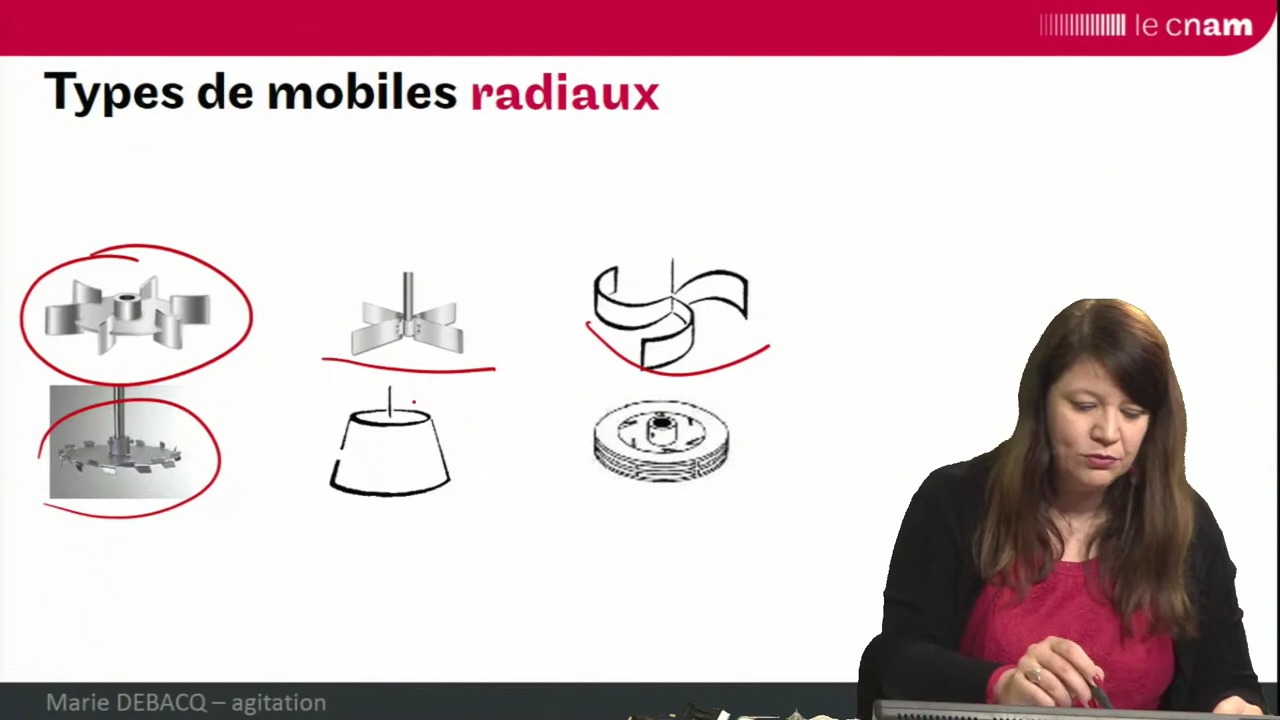 le cnam
Types de mobiles radiaux
Marie DEBACQ – agitation